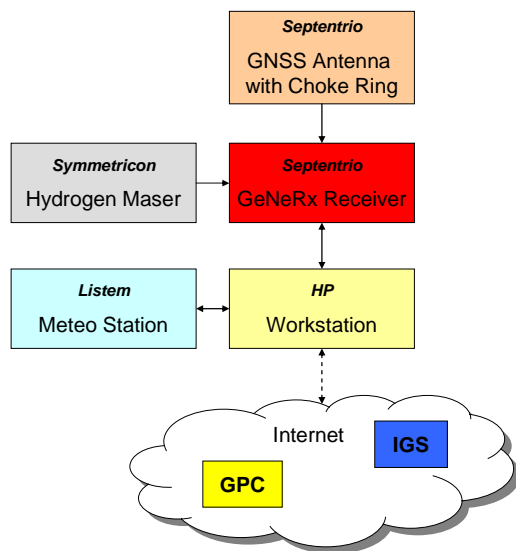 Septentrio
GNSS Antenna
with Choke Ring
Symmetricon
Hydrogen Maser
Septentrio
GeNeRx Receiver
Listem
Meteo Station
HP
Workstation
Internet
IGS
GPC